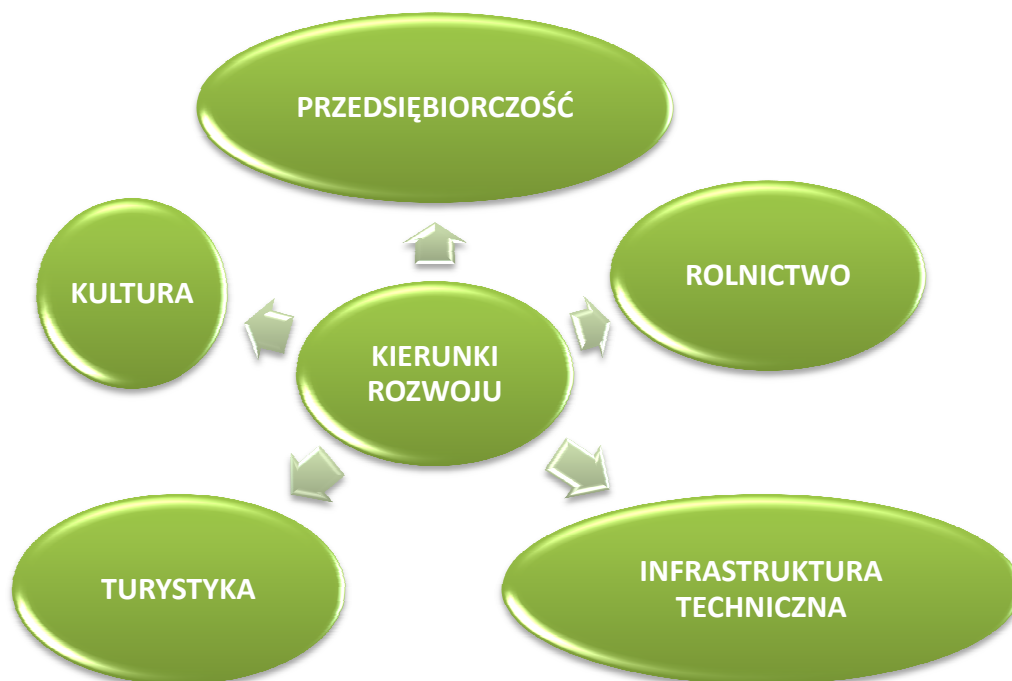 PRZEDSIĘBIORCZOŚĆ
ROLNICTWO
KULTURA
KIERUNKI
ROZWOJU
TURYSTYKA
INFRASTRUKTURA
TECHNICZNA